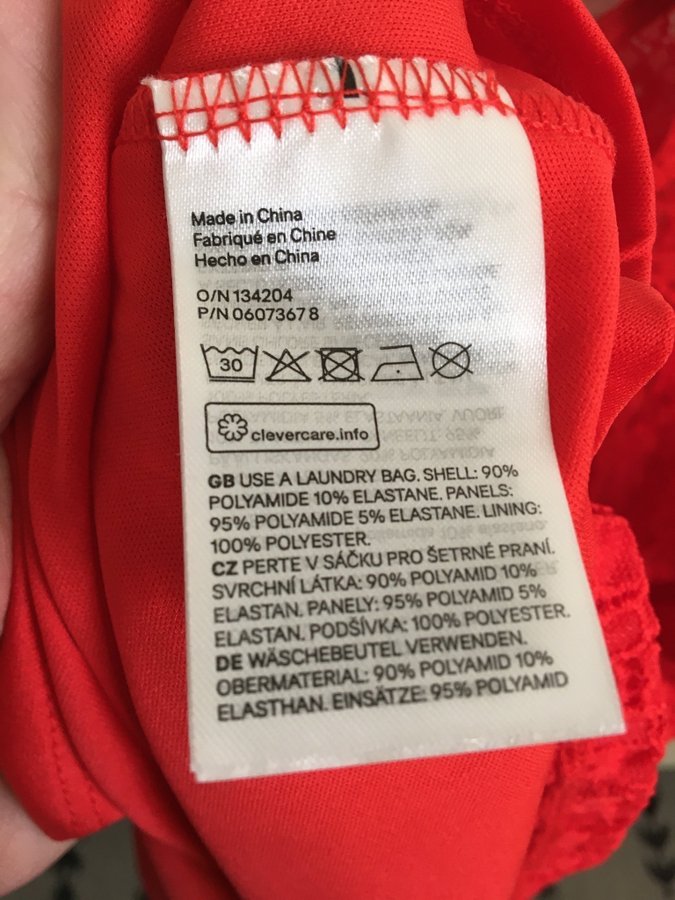 Made in China
Fabriqué en Chine
Hecho en China
O/N 134204
P/N 0607367 8
30
clevercare.info
GB USE A LAUNDRY BAG. SHELL: 90%
POLYAMIDE 10% ELASTANE. PANELS:
95% POLYAMIDE 5% ELASTANE. LINING:
100% POLYESTER.
CZ PERTE V SÁČKU PRO ŠETRNÉ PRANÍ.
SVRCHNÍ LÁTKA: 90% POLYAMID 10%
ELASTAN. PANELY: 95% POLYAMID 5%
ELASTAN. PODŠÍVKA: 100% POLYESTER.
DE WÄSCHEBEUTEL VERWENDEN.
OBERMATERIAL: 90% POLYAMID 10%
ELASTHAN. EINSÄTZE: 95% POLYAMID